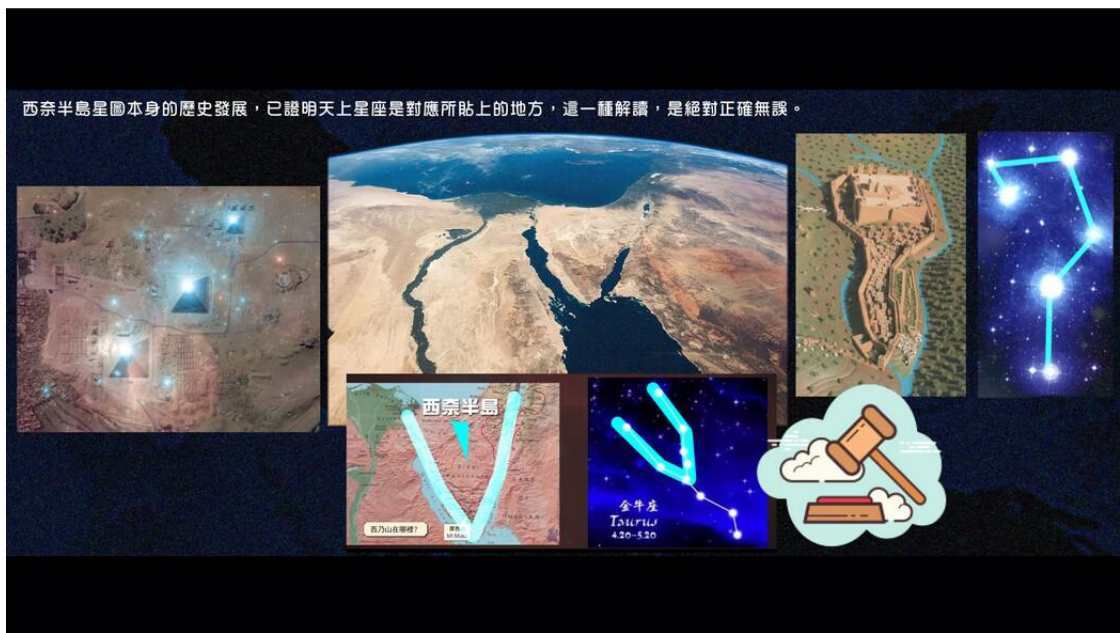 西奈半島星圖本身的歷史發展，已證明天上星座是對應所貼上的地方，這一種解讀，是絕對正確無誤。
西奈半島
西乃山在哪裡？
金牛座
Taurus
4.20-5.20